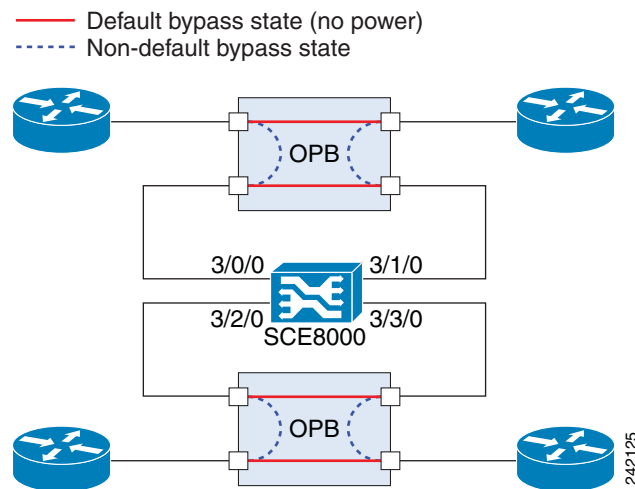 Default bypass state (no power)
Non-default bypass state
OPB
3/0/0 3/1/0
3/2/0 3/3/0
SCE8000
OPB
242125